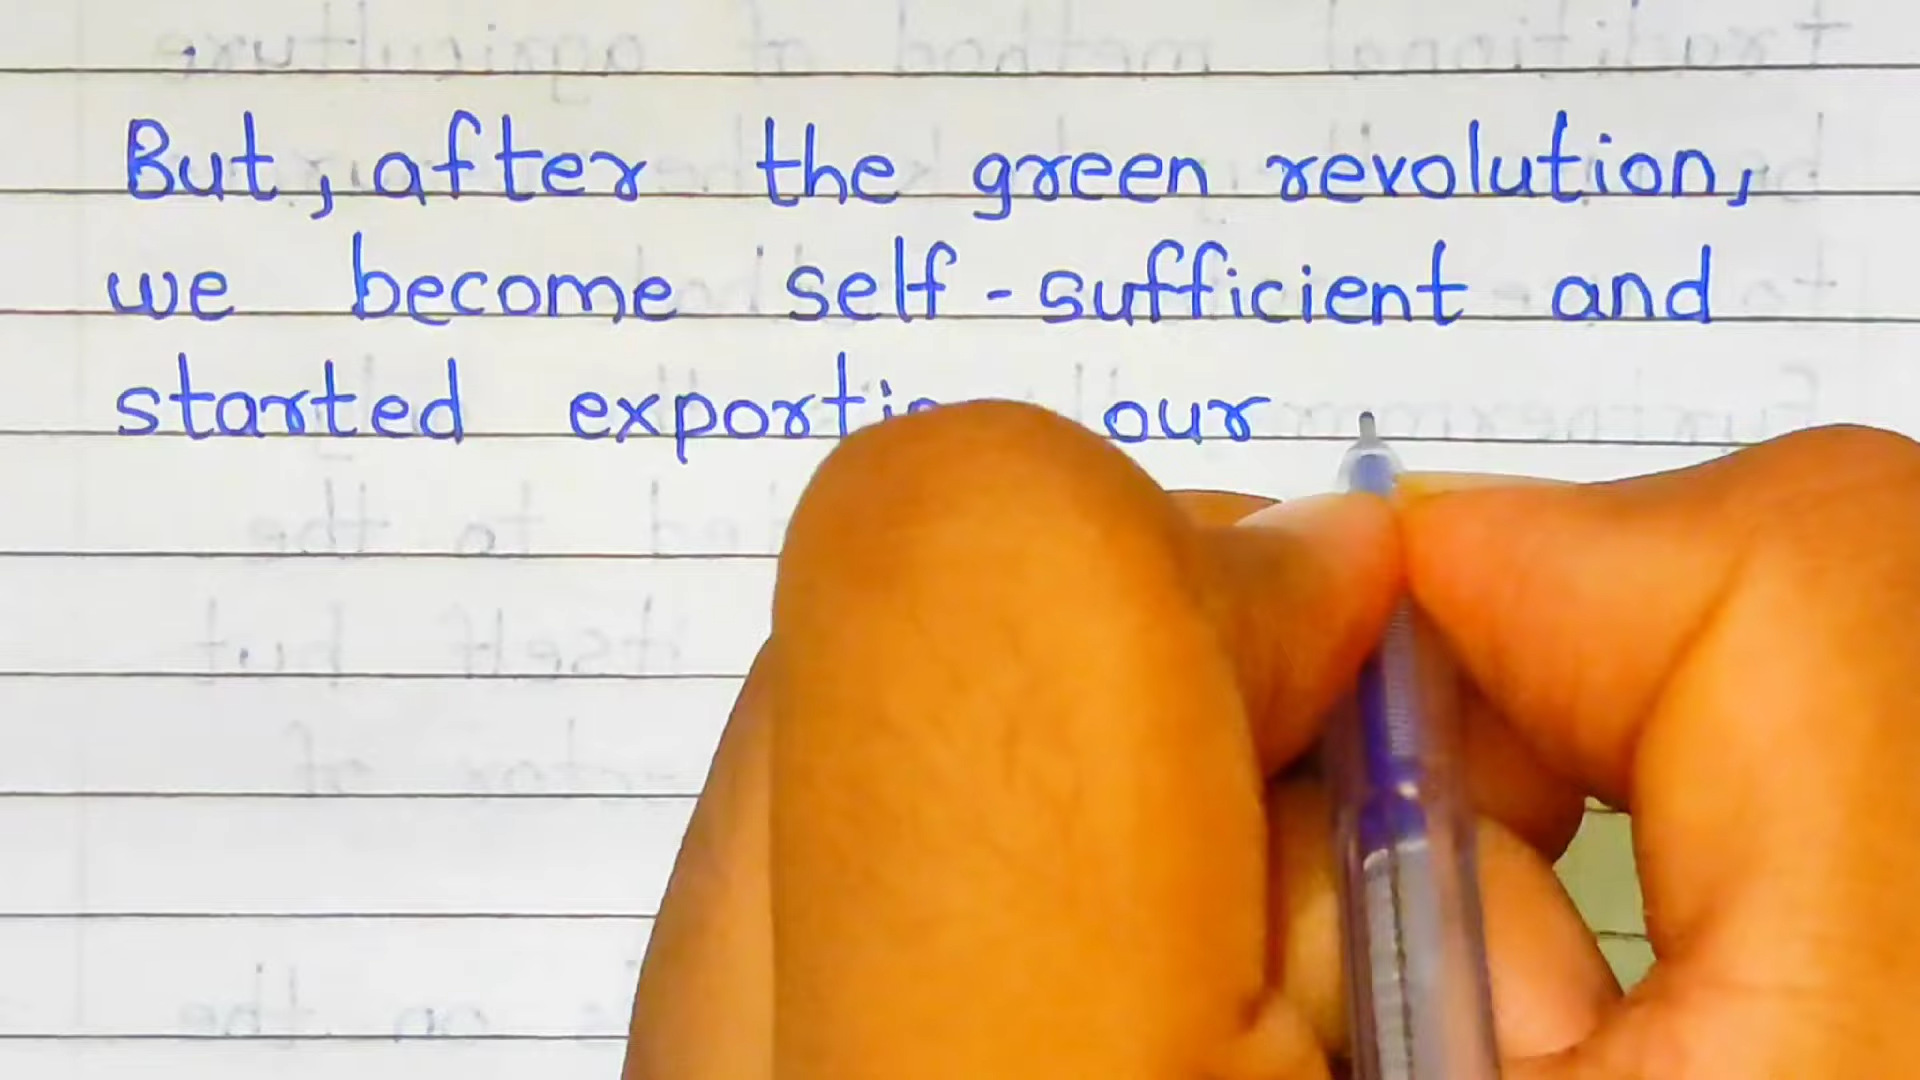 But, after the green revolution,
we become self-sufficient and
started our